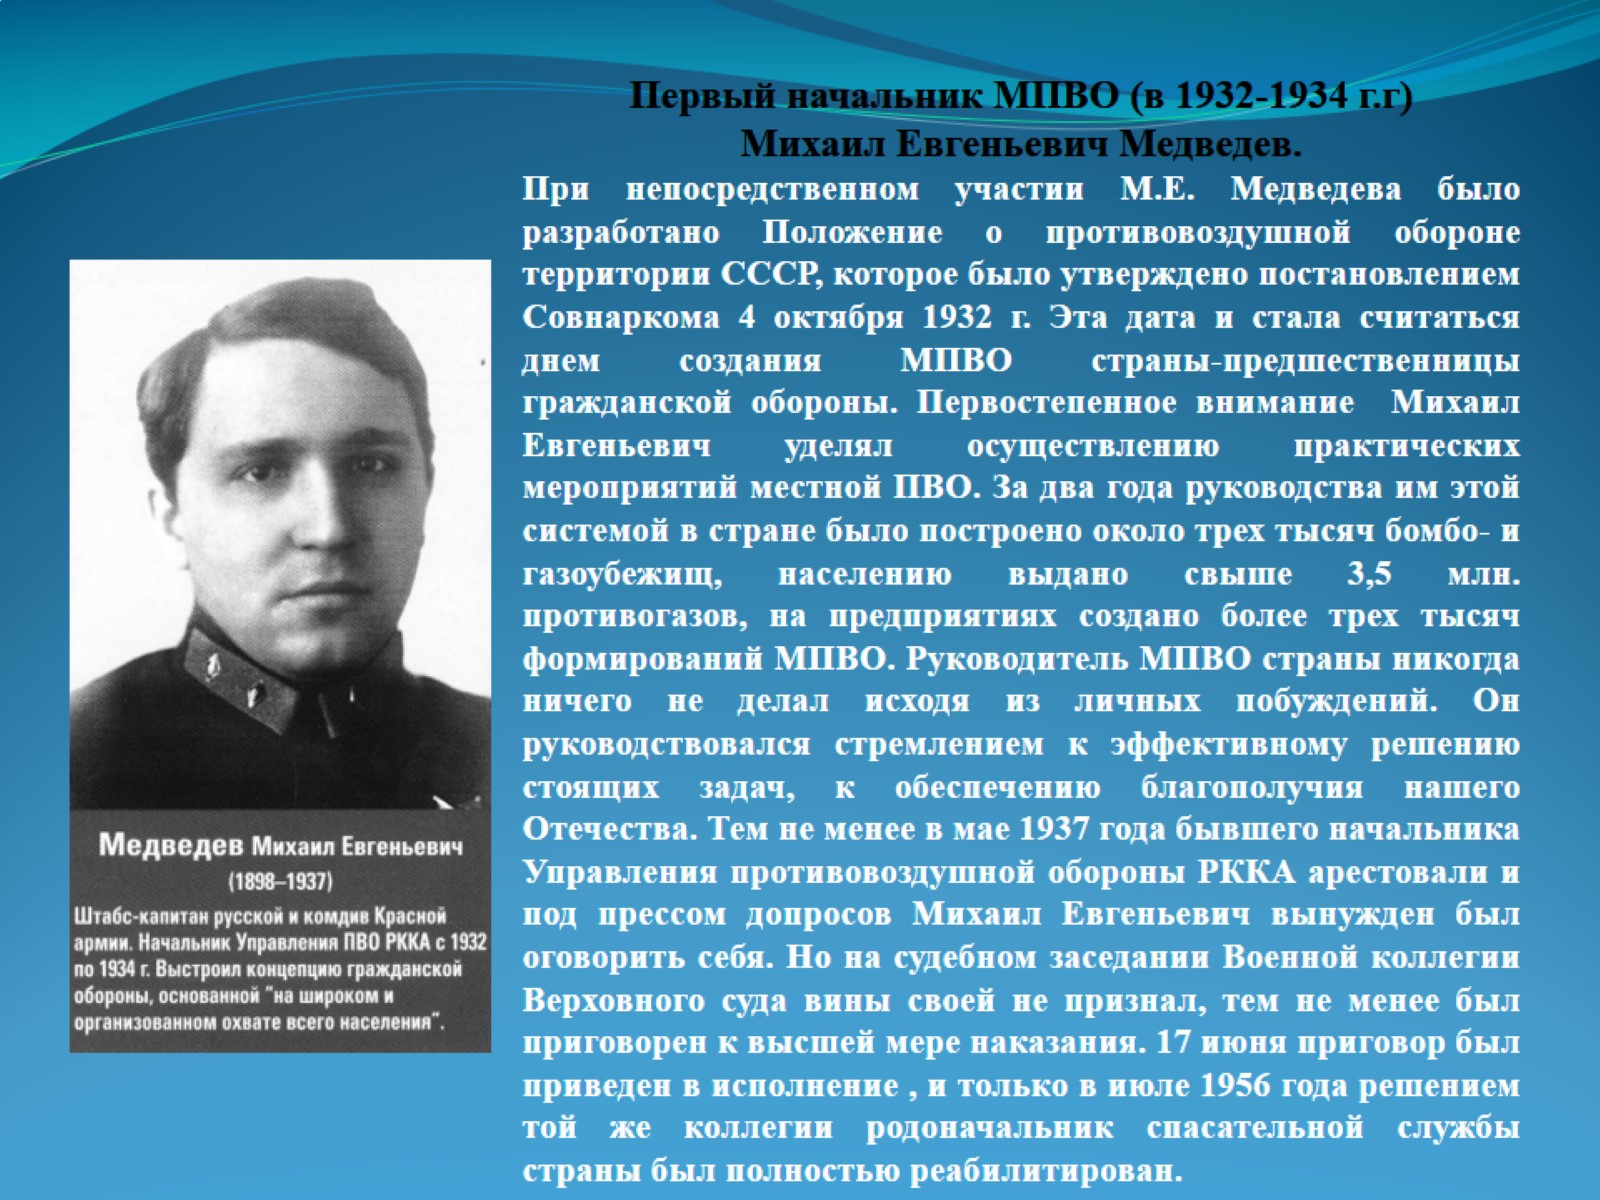 Первый начальник МПВО (в 1932-1934 г.г)
Михаил Евгеньевич Медведев.
При непосредственном участии М.Е. Медведева было
разработано Положение о противовоздушной обороне
территории СССР, которое было утверждено постановлением
Совнаркома 4 октября 1932 г. Эта дата и стала считаться
днем создания МПВО страны-предшественницы
гражданской обороны. Первостепенное внимание Михаил
Евгеньевич уделял осуществлению практических
мероприятий местной ПВО. За два года руководства им этой
системой в стране было построено около трех тысяч бомбо- и
газоубежищ, населению выдано свыше 3,5 млн.
противогазов, на предприятиях создано более трех тысяч
формирований МПВО. Руководитель МПВО страны никогда
ничего не делал исходя из личных побуждений. Он
руководствовался стремлением к эффективному решению
стоящих задач, к обеспечению благополучия нашего
Отечества. Тем не менее в мае 1937 года бывшего начальника
Управления противовоздушной обороны РККА арестовали и
под прессом допросов Михаил Евгеньевич вынужден был
оговорить себя. Но на судебном заседании Военной коллегии
Верховного суда вины своей не признал, тем не менее был
приговорен к высшей мере наказания. 17 июня приговор был
приведен в исполнение , и только в июле 1956 года решением
той же коллегии родоначальник спасательной службы
страны был полностью реабилитирован.
Медведев Михаил Евгеньевич
(1898–1937)
Штабс-капитан русской и комдив Красной
армии. Начальник Управления ПВО РККА с 1932
по 1934 г. Выстроил концепцию гражданской
обороны, основанной "на широком и
организованном охвате всего населения".